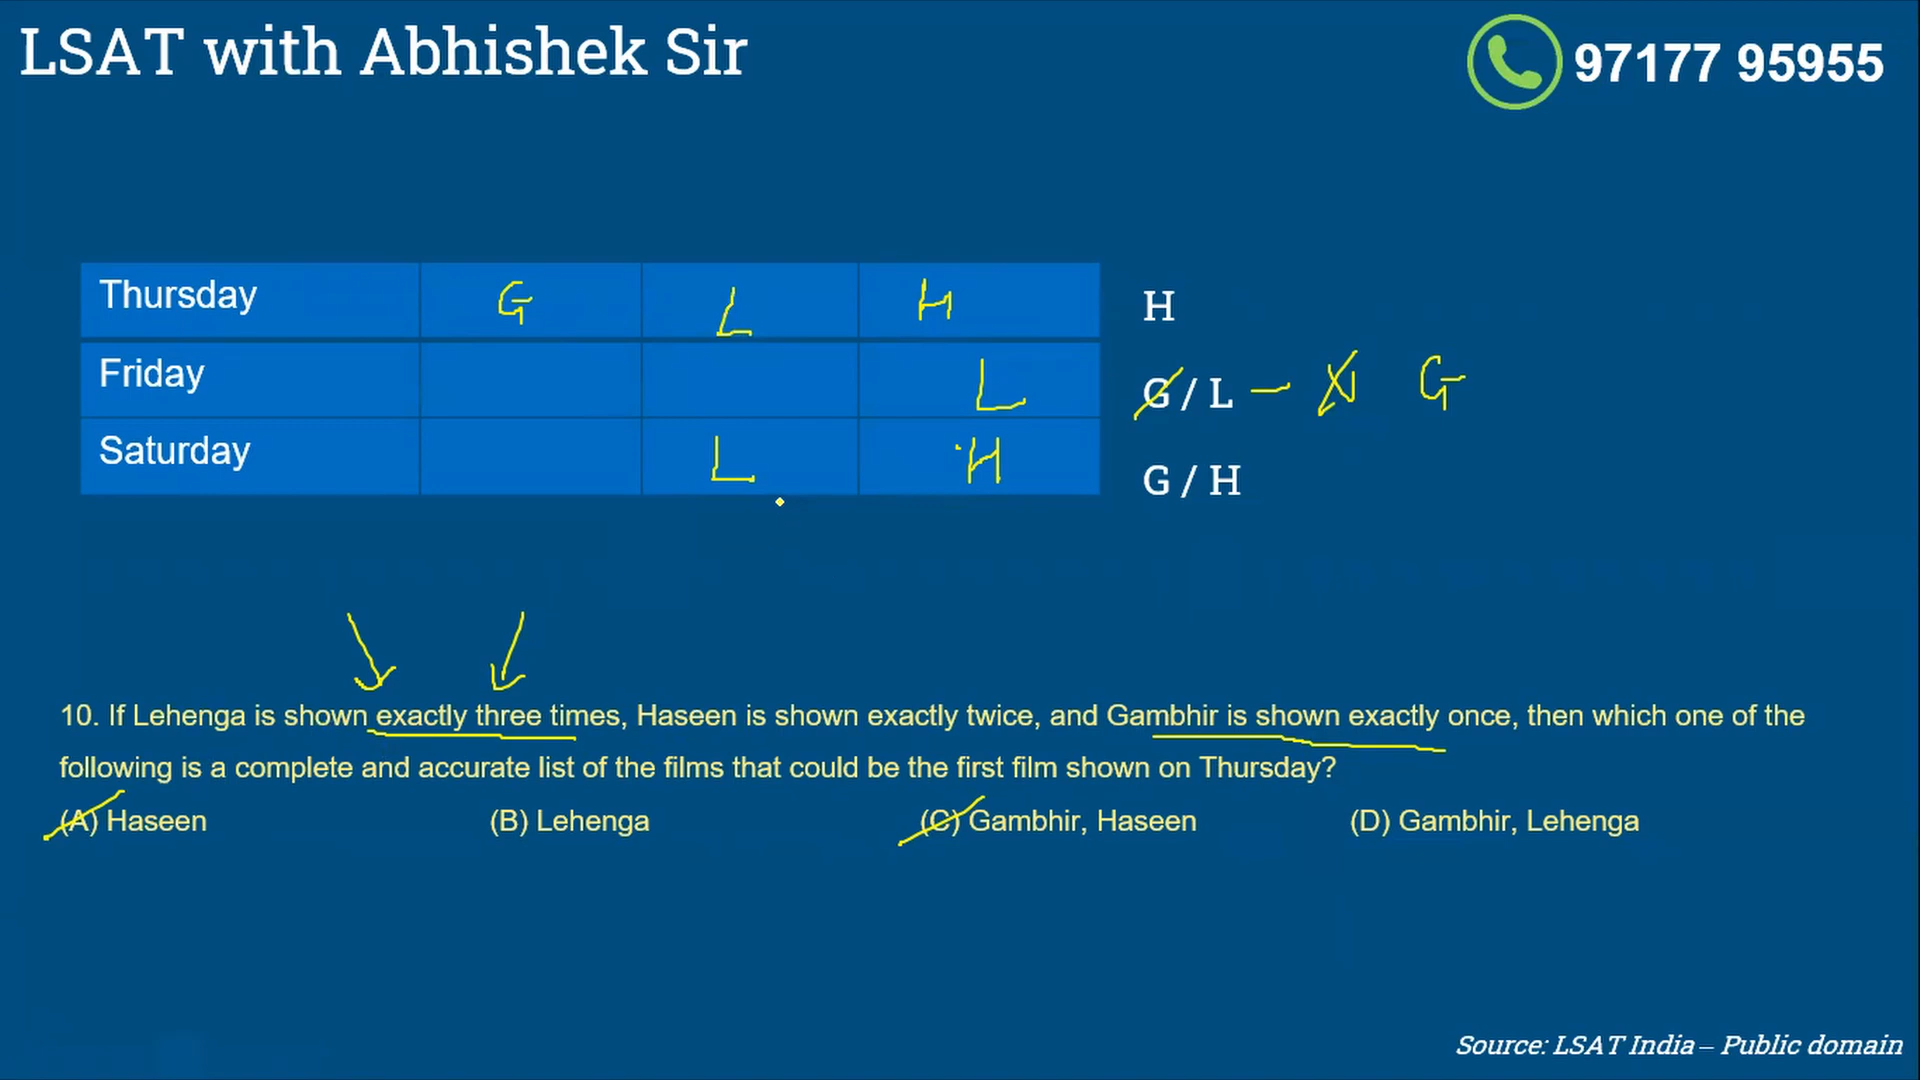 LSAT with Abhishek Sir
97177 95955
Thursday G L H H
Friday L G / L – G
Saturday L H G / H
10. If Lehenga is shown exactly three times, Haseen is shown exactly twice, and Gambhir is shown exactly once, then which one of the
following is a complete and accurate list of the films that could be the first film shown on Thursday?
(A) Haseen (B) Lehenga (C) Gambhir, Haseen (D) Gambhir, Lehenga
Source: LSAT India – Public domain